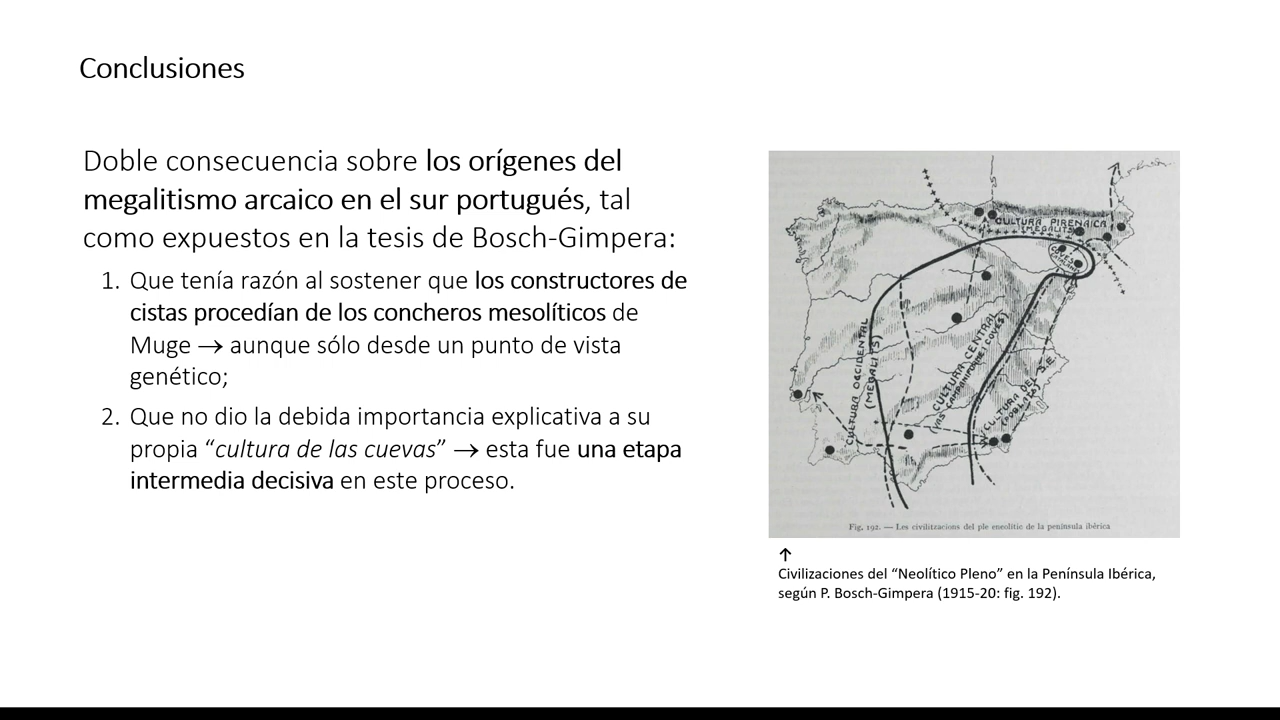 Conclusiones
Doble consecuencia sobre los orígenes del
megalitismo arcaico en el sur portugués, tal
como expuestos en la tesis de Bosch-Gimpera:
1. Que tenía razón al sostener que los constructores de
cistas procedían de los concheros mesolíticos de
Muge → aunque sólo desde un punto de vista
genético;
2. Que no dio la debida importancia explicativa a su
propia “cultura de las cuevas” → esta fue una etapa
intermedia decisiva en este proceso.
CULTURA PIRENAICA
(MEGALITS)
CULTURA OCCIDENTAL
(MEGALITS)
CULTURA CENTRAL
CULTURA DEL S.E.
Fig. 192. — Les civilitzacions del ple eneolític de la península ibèrica
↑
Civilizaciones del “Neolítico Pleno” en la Península Ibérica,
según P. Bosch-Gimpera (1915-20: fig. 192).